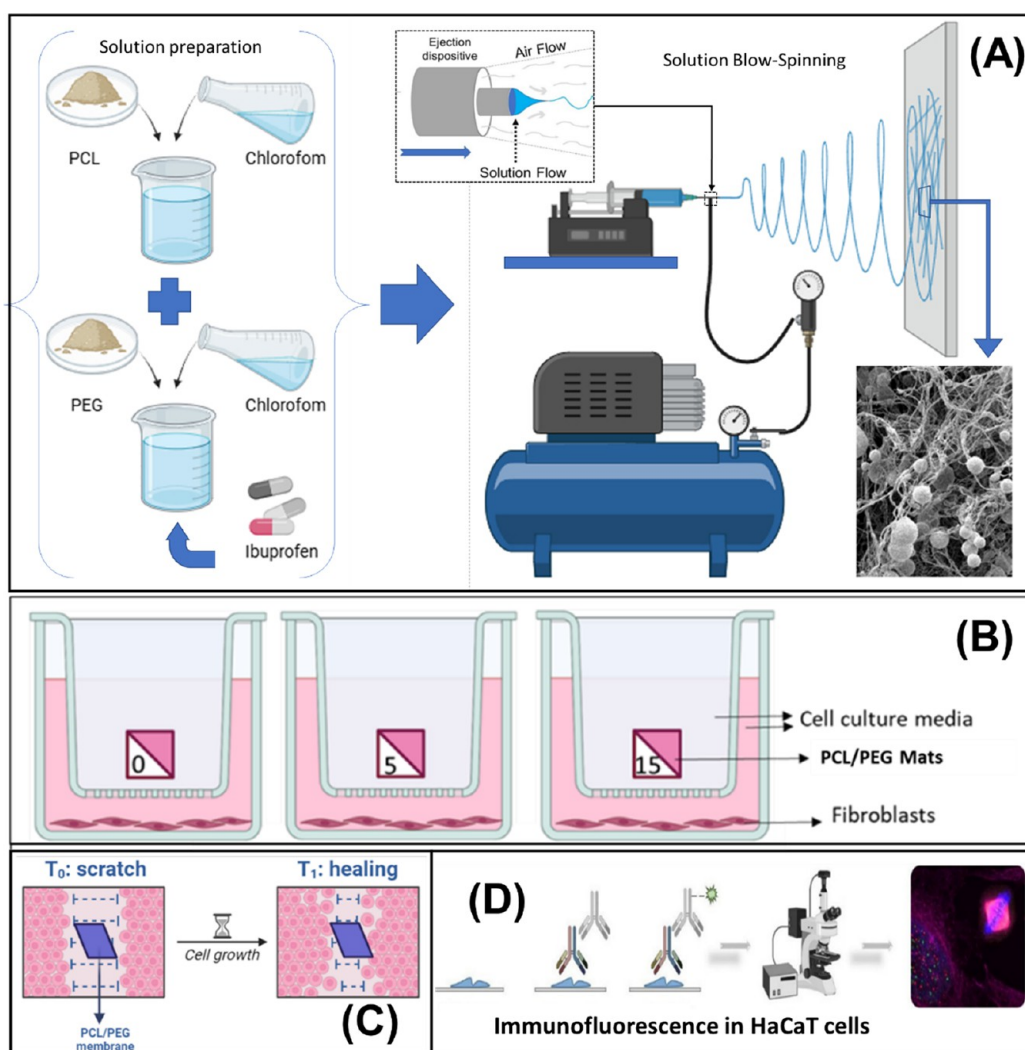 Solution preparation
PCL
Chlorofom
PEG
Chlorofom
Ibuprofen
Ejection
dispositive
Air Flow
Solution Flow
Solution Blow-Spinning
(A)
(B)
0
5
15
Cell culture media
PCL/PEG Mats
Fibroblasts
T₀: scratch
T₁: healing
Cell growth
PCL/PEG
membrane
(C)
(D)
Immunofluorescence in HaCaT cells